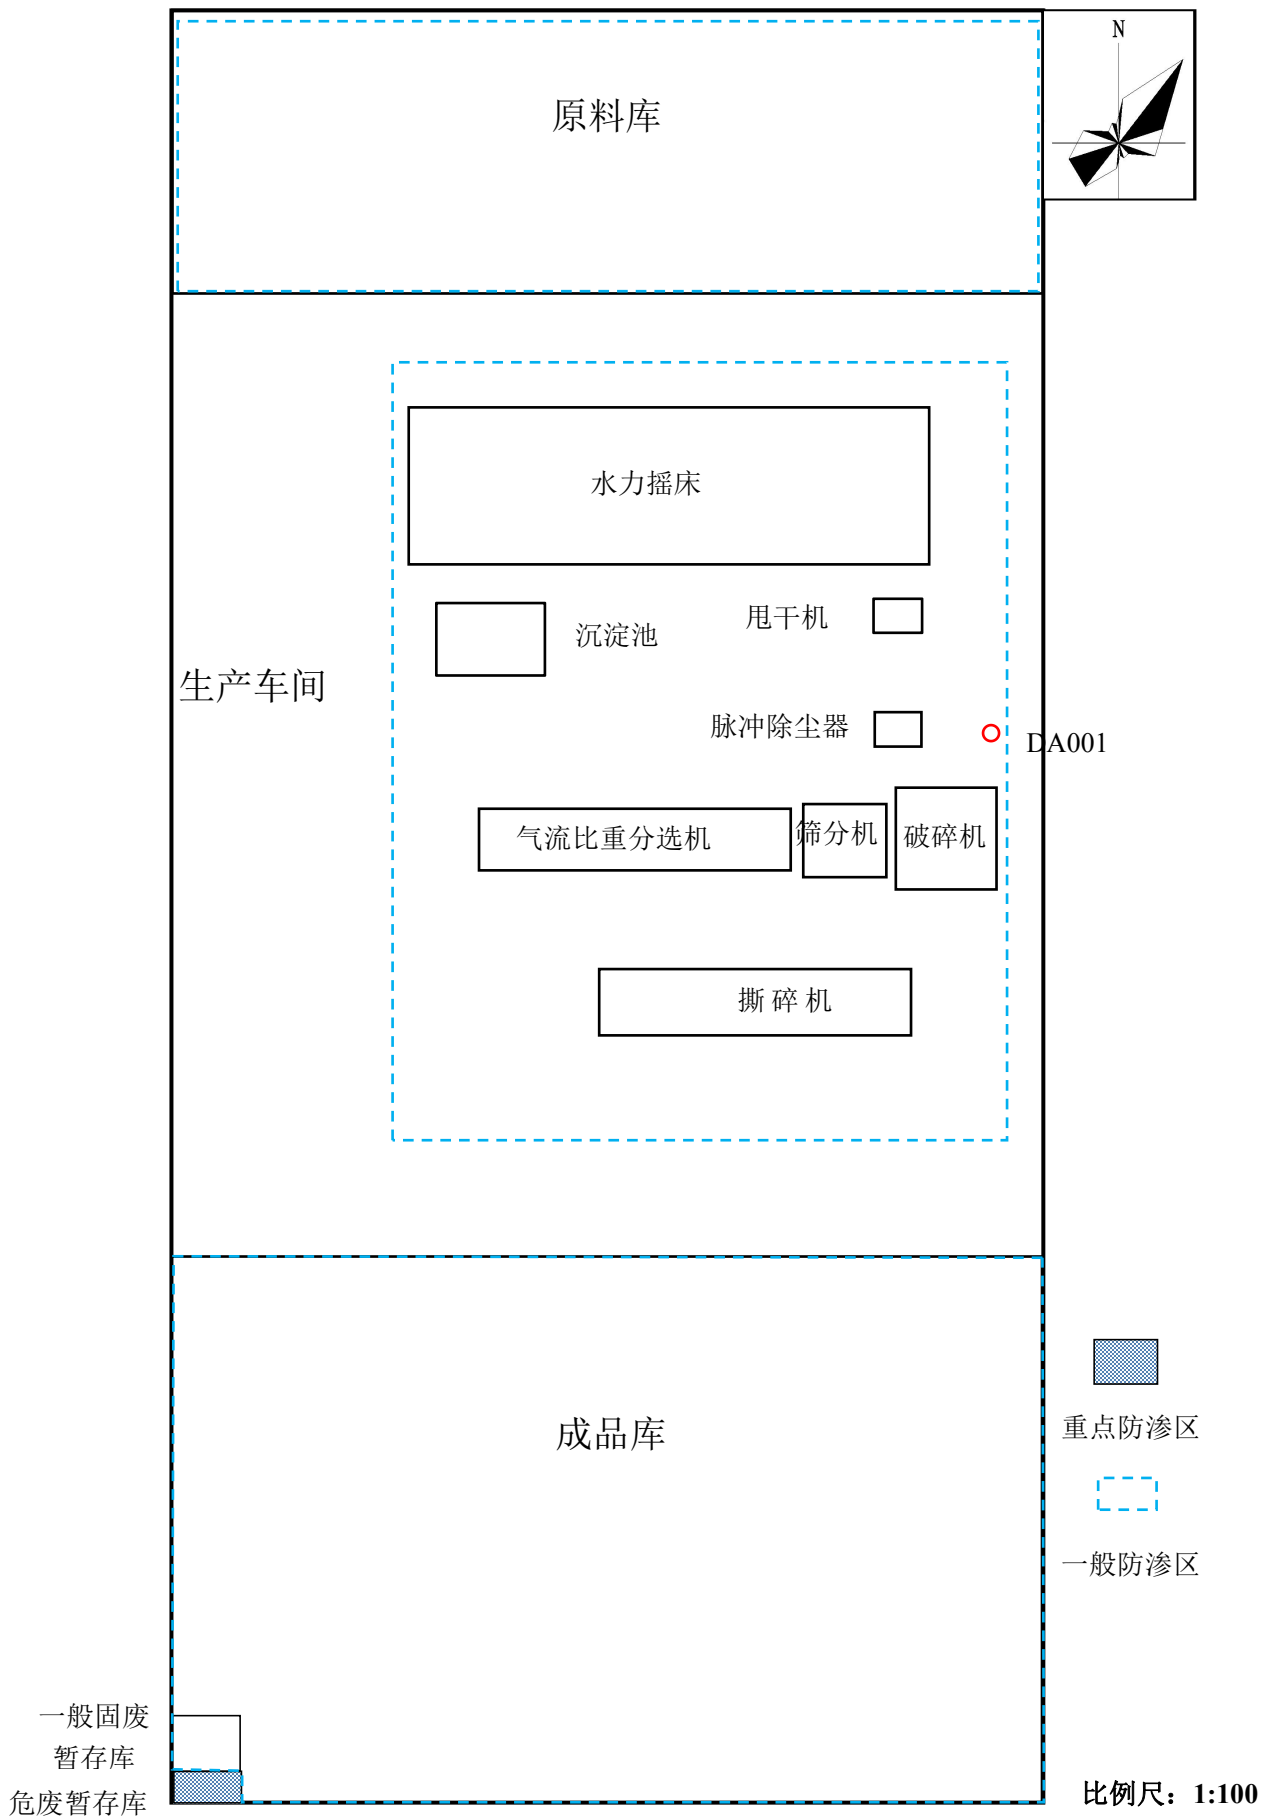 N
原料库
水力摇床
甩干机
沉淀池
生产车间
脉冲除尘器
DA001
气流比重分选机
筛分机
破碎机
撕碎机
成品库
重点防渗区
一般防渗区
一般固废
暂存库
危废暂存库
比例尺：1:100